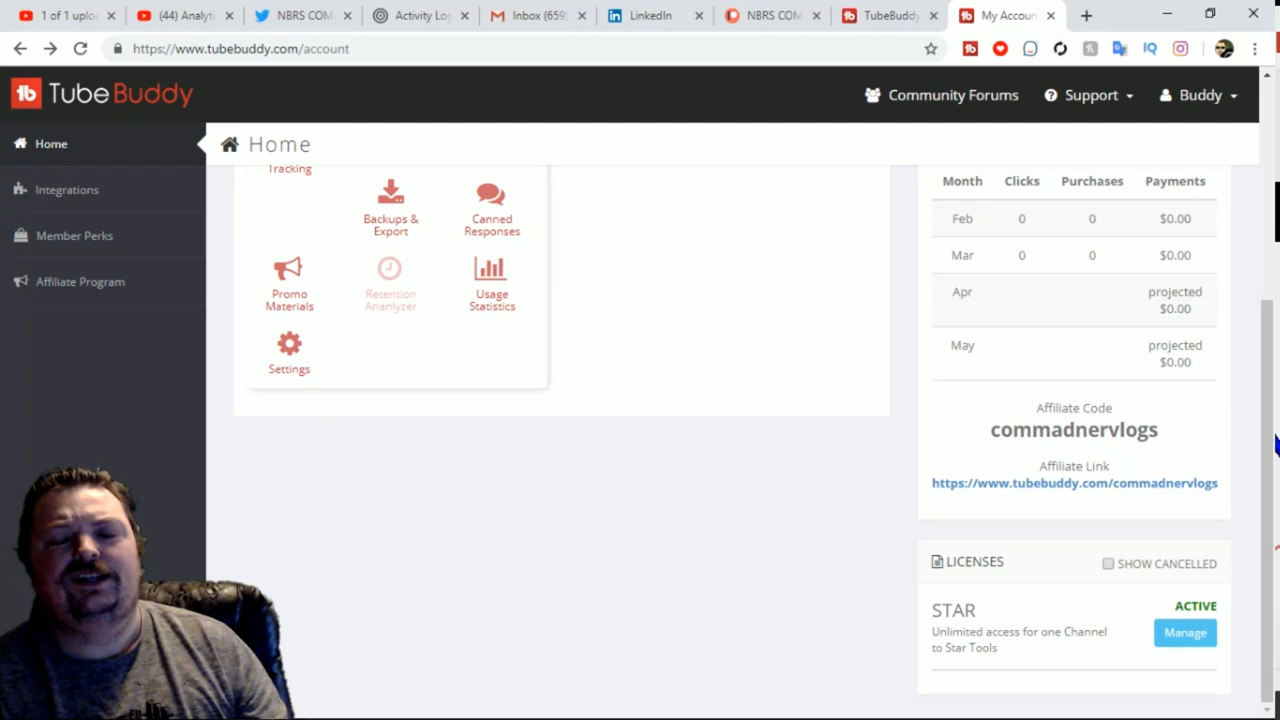 1 of 1 uplo
(44) Analyti
NBRS COM
Activity Log
Inbox (659)
LinkedIn
NBRS COM
TubeBuddy
My Accoun
https://www.tubebuddy.com/account
IQ
tb TubeBuddy
Community Forums
Support
Buddy
Home
Integrations
Member Perks
Affiliate Program
Home
Tracking
Backups &
Export
Canned
Responses
Promo
Materials
Retention
Ananlyzer
Usage
Statistics
Settings
Month Clicks Purchases Payments
Feb 0 0 $0.00
Mar 0 0 $0.00
Apr projected
$0.00
May projected
$0.00
Affiliate Code
commadnervlogs
Affiliate Link
https://www.tubebuddy.com/commadnervlogs
LICENSES SHOW CANCELLED
STAR ACTIVE
Unlimited access for one Channel
to Star Tools
Manage